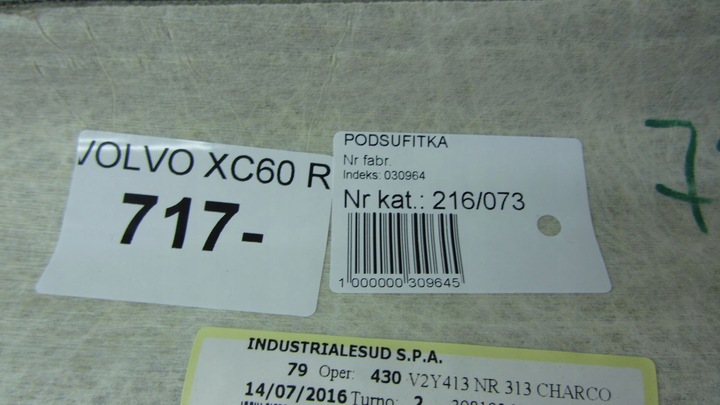 VOLVO XC60 R
717-
PODSUFITKA
Nr fabr.
Indeks: 030964
Nr kat.: 216/073
1 000000 309645
7
INDUSTRIALESUD S.P.A.
79 Oper: 430 V2Y413 NR 313 CHARCO
14/07/2016 Turno: 2